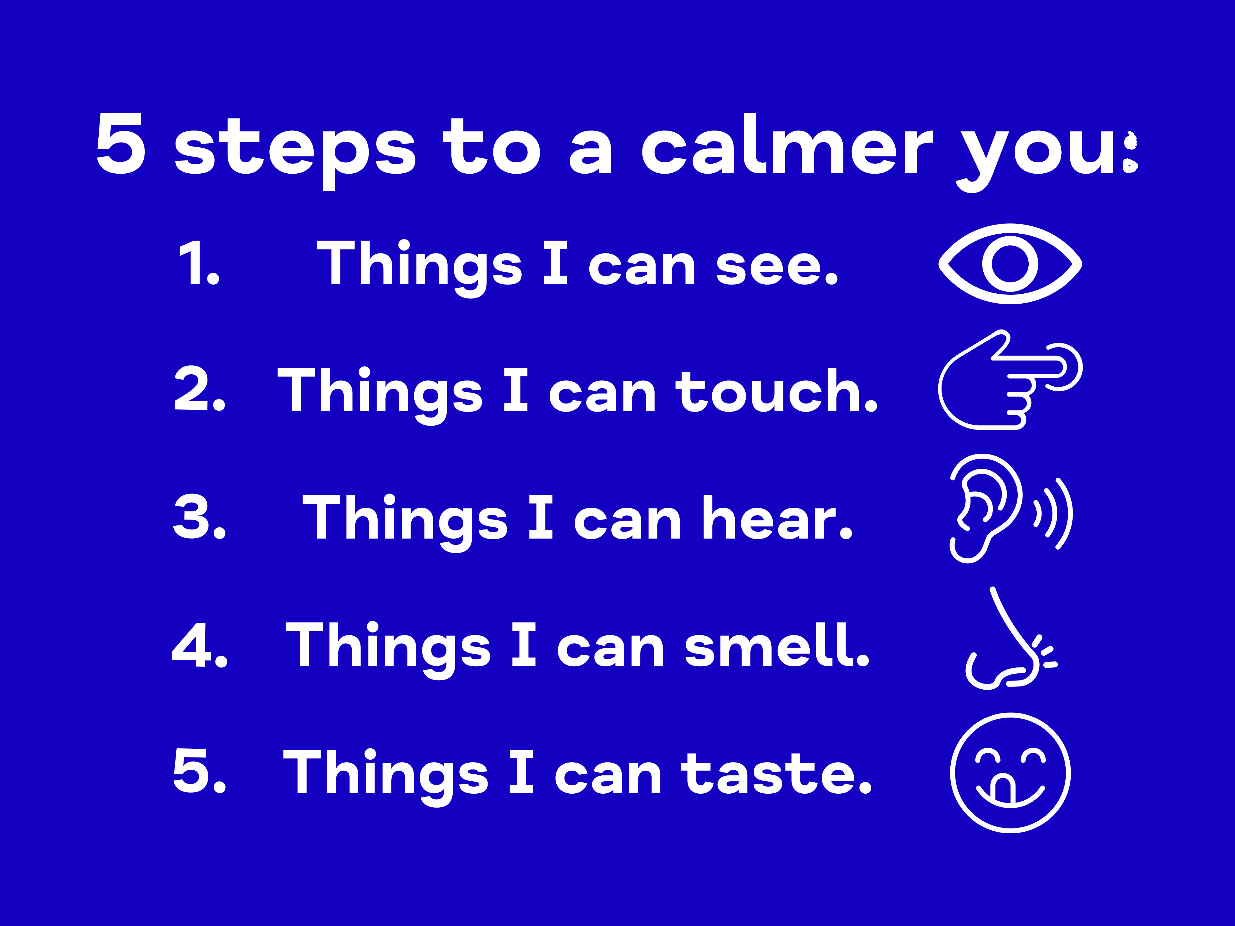 5 steps to a calmer you:
1. Things I can see.
2. Things I can touch.
3. Things I can hear.
4. Things I can smell.
5. Things I can taste.